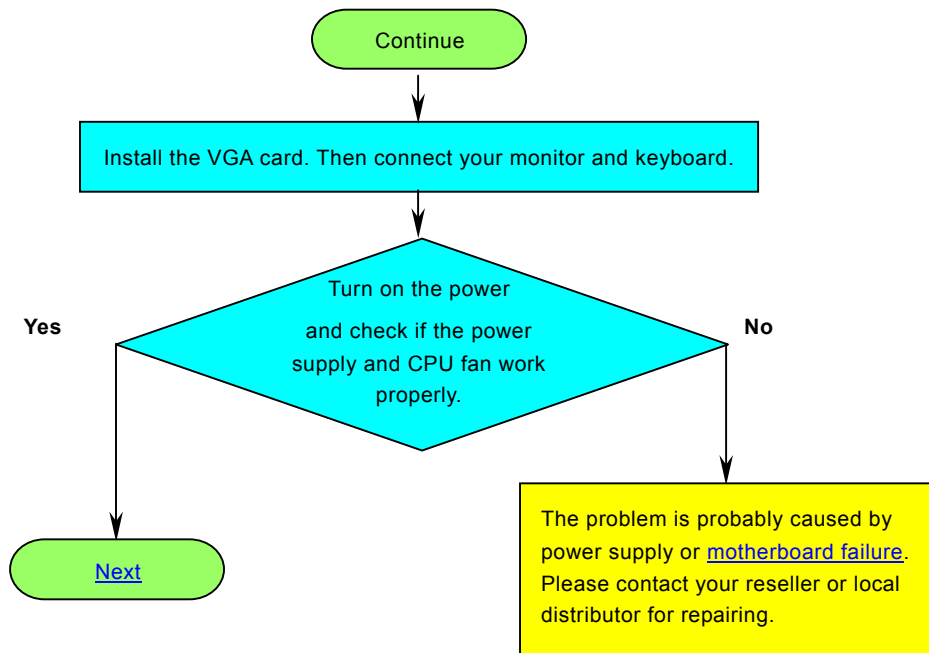 Continue
Install the VGA card. Then connect your monitor and keyboard.
Turn on the power
and check if the power
supply and CPU fan work
properly.
Yes
No
Next
The problem is probably caused by
power supply or motherboard failure.
Please contact your reseller or local
distributor for repairing.